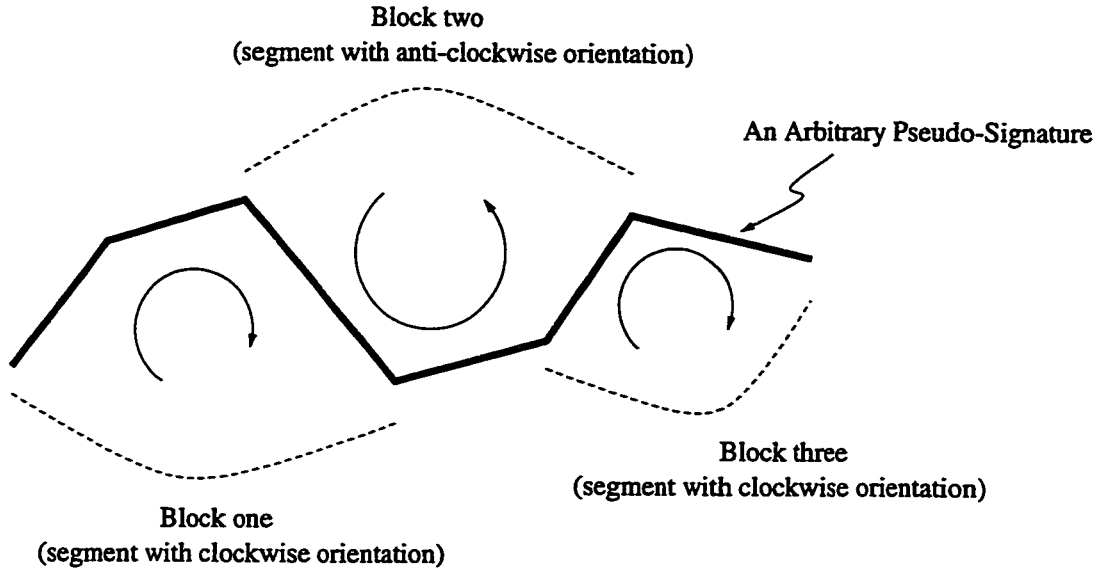 Block two
(segment with anti-clockwise orientation)
An Arbitrary Pseudo-Signature
Block three
(segment with clockwise orientation)
Block one
(segment with clockwise orientation)